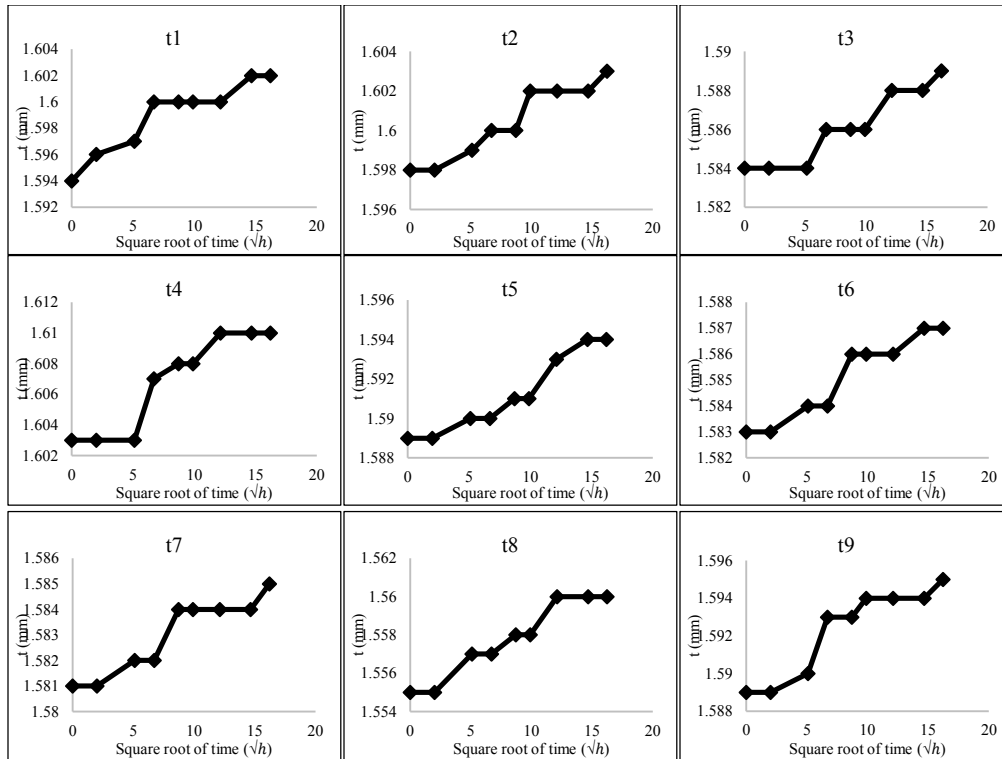 t1
1.604
1.602
1.6
1.598
1.596
1.594
1.592
t (mm)
0 5 10 15 20
Square root of time (√h)
t2
1.604
1.602
1.6
1.598
1.596
t (mm)
0 5 10 15 20
Square root of time (√h)
t3
1.59
1.588
1.586
1.584
1.582
t (mm)
0 5 10 15 20
Square root of time (√h)
t4
1.612
1.61
1.608
1.606
1.604
1.602
t (mm)
0 5 10 15 20
Square root of time (√h)
t5
1.596
1.594
1.592
1.59
1.588
t (mm)
0 5 10 15 20
Square root of time (√h)
t6
1.588
1.587
1.586
1.585
1.584
1.583
1.582
t (mm)
0 5 10 15 20
Square root of time (√h)
t7
1.586
1.585
1.584
1.583
1.582
1.581
1.58
t (mm)
0 5 10 15 20
Square root of time (√h)
t8
1.562
1.56
1.558
1.556
1.554
t (mm)
0 5 10 15 20
Square root of time (√h)
t9
1.596
1.594
1.592
1.59
1.588
t (mm)
0 5 10 15 20
Square root of time (√h)